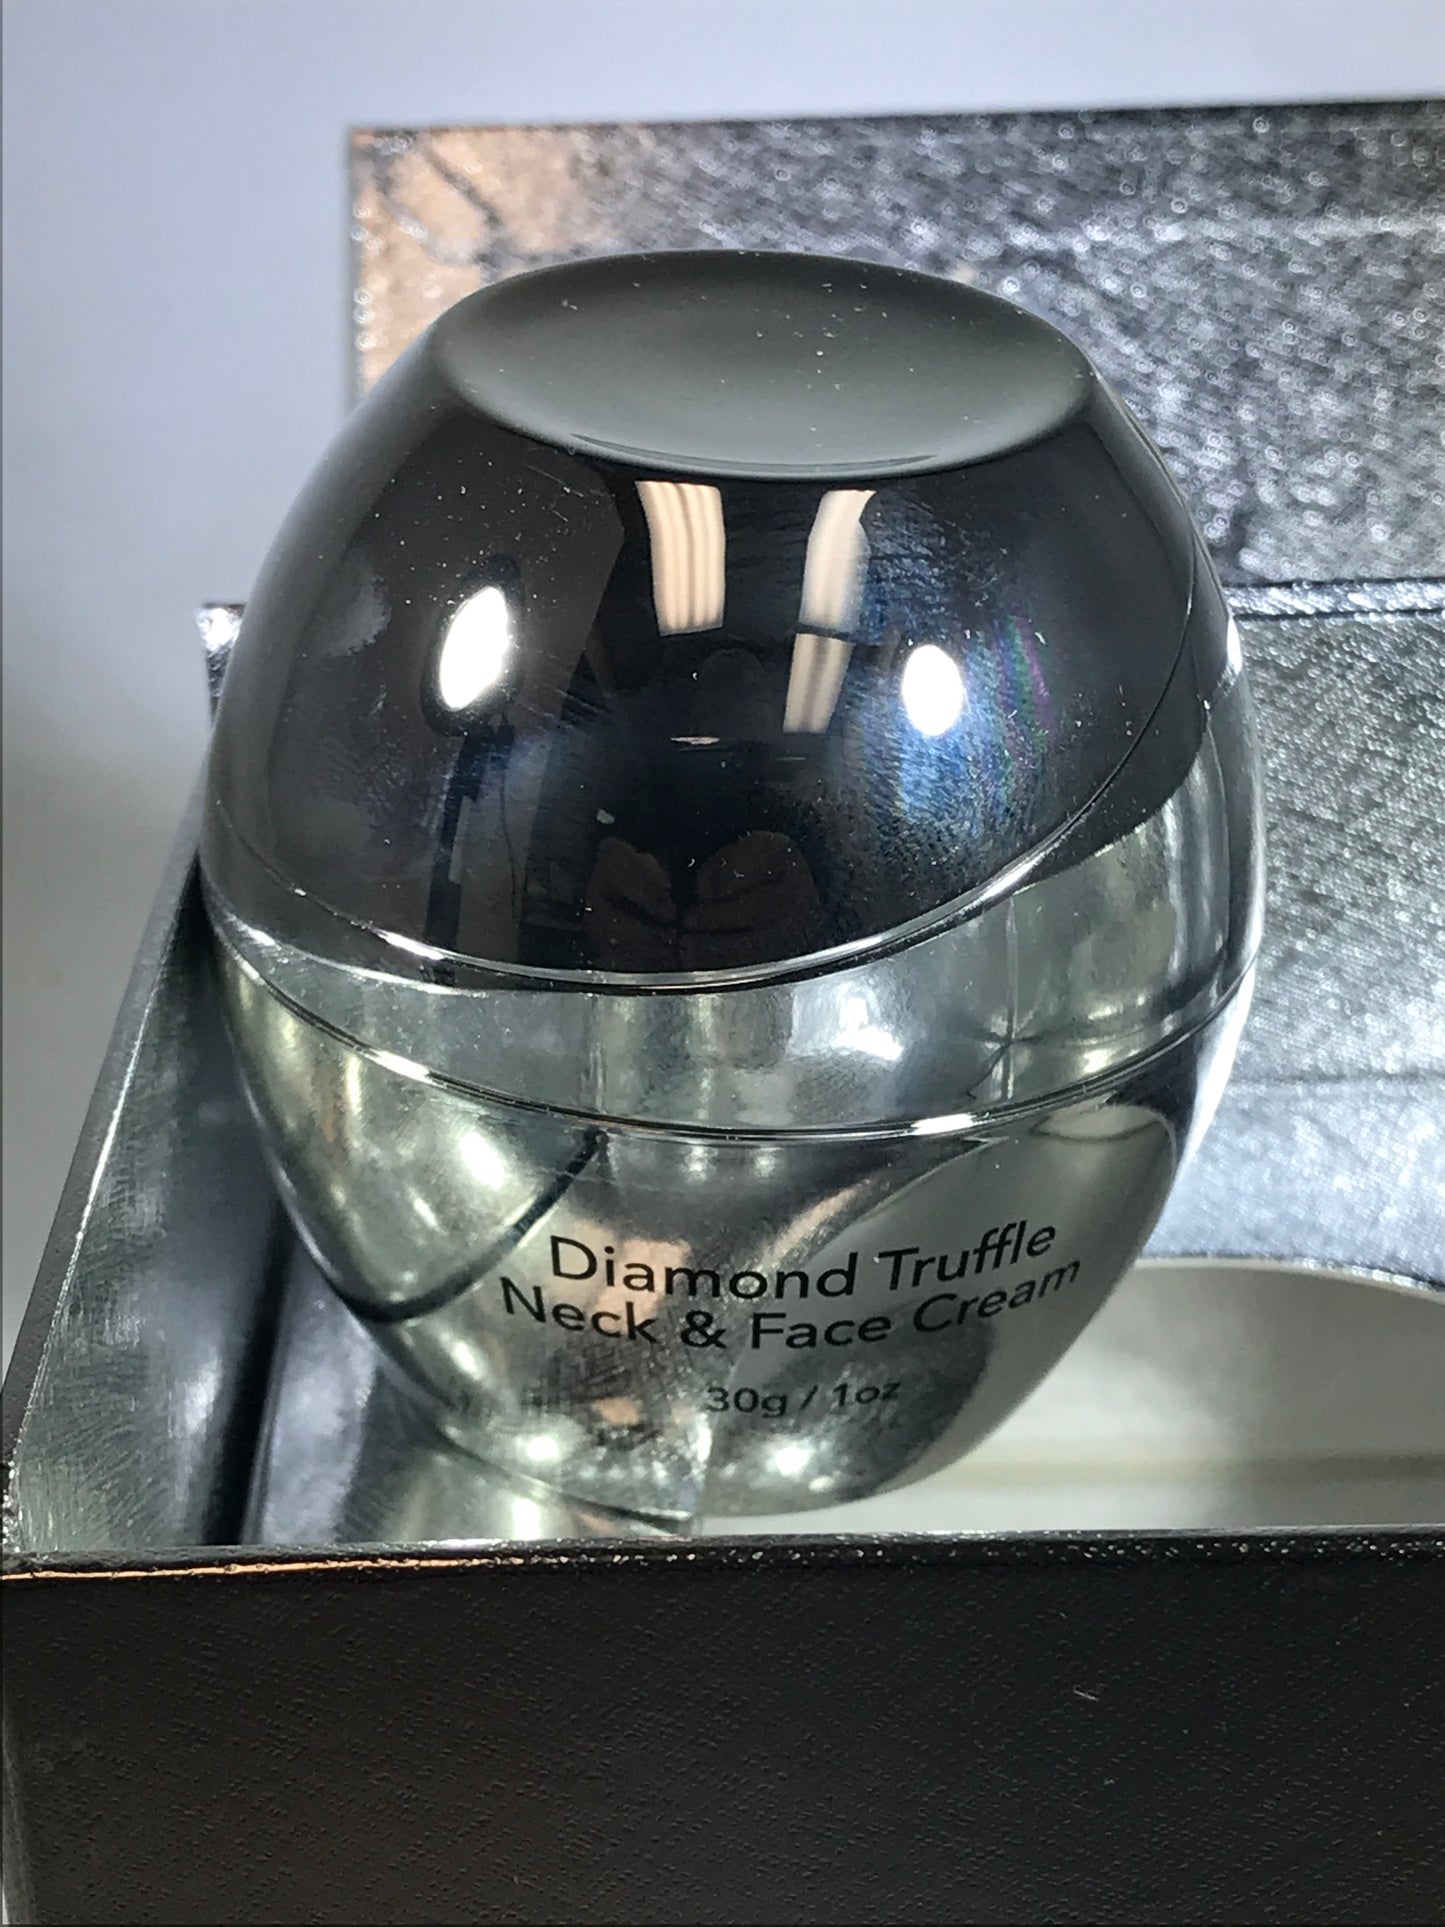 Diamond Truffle
Neck & Face Cream
30g / 1oz